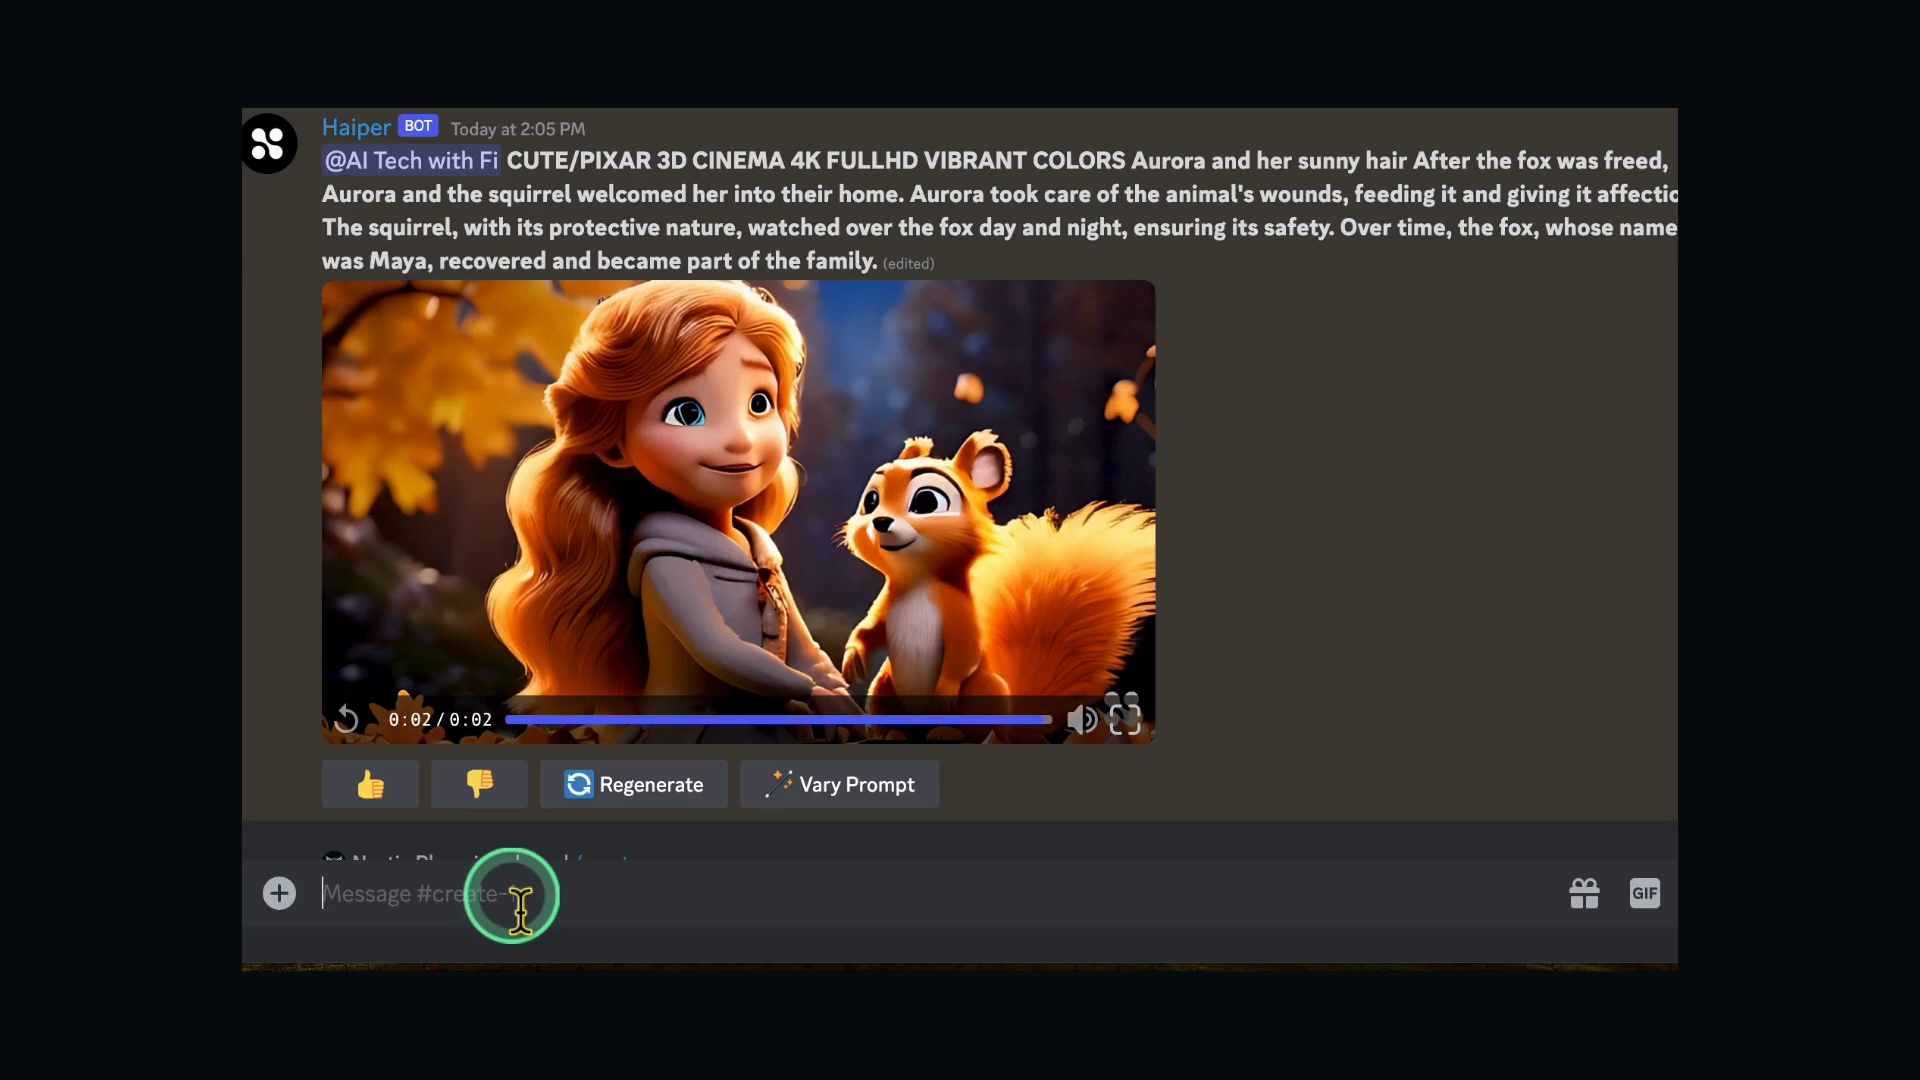 Haiper BOT Today at 2:05 PM
@AI Tech with Fi CUTE/PIXAR 3D CINEMA 4K FULLHD VIBRANT COLORS Aurora and her sunny hair After the fox was freed,
Aurora and the squirrel welcomed her into their home. Aurora took care of the animal's wounds, feeding it and giving it affectio
The squirrel, with its protective nature, watched over the fox day and night, ensuring its safety. Over time, the fox, whose name
was Maya, recovered and became part of the family. (edited)
0:02/0:02
Regenerate Vary Prompt
Message #create-
GIF